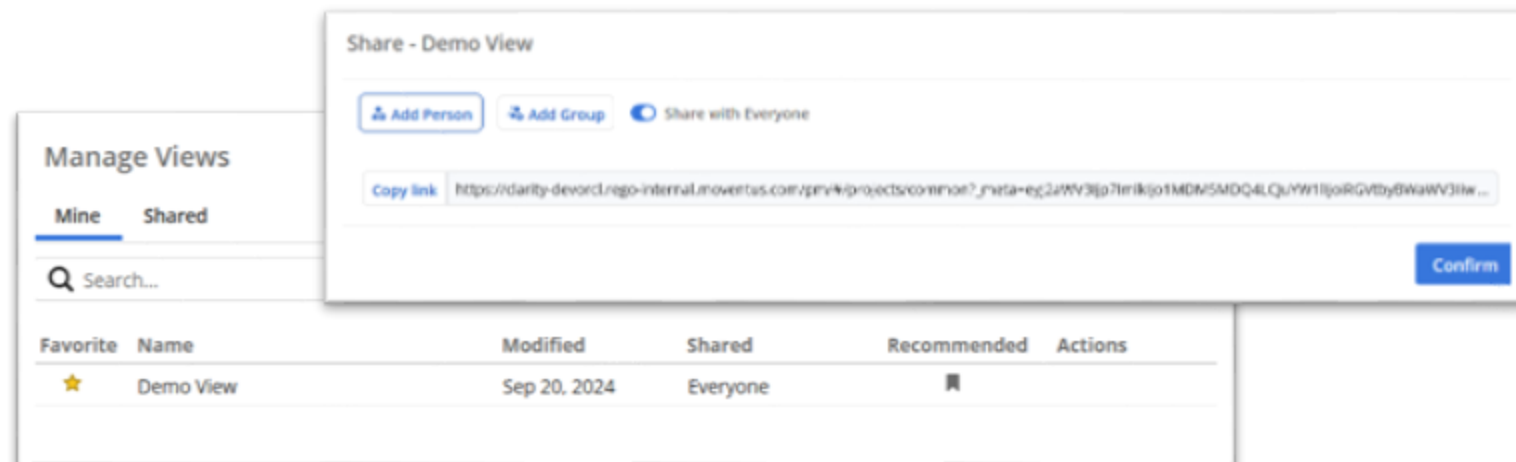 Share - Demo View
Add Person Add Group Share with Everyone
Copy link
Confirm
Manage Views
Mine Shared
Search...
Favorite Name Modified Shared Recommended Actions
Demo View Sep 20, 2024 Everyone